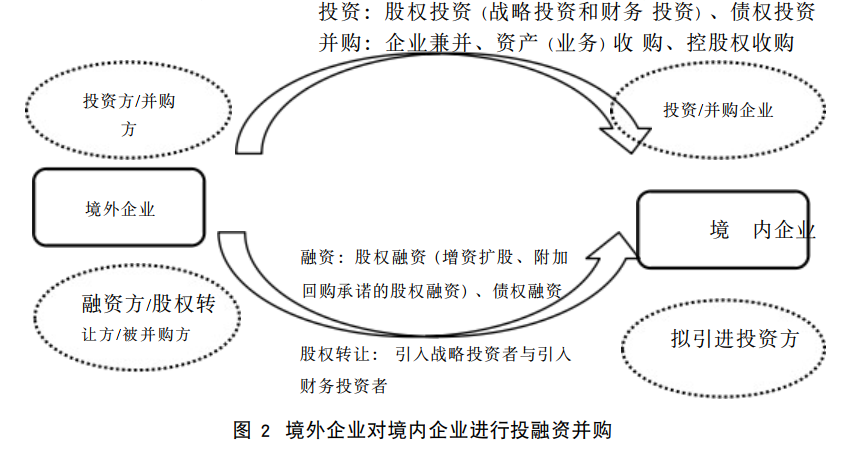 投资：股权投资（战略投资和财务 投资）、债权投资
并购：企业兼并、资产（业务）收 购、控股权收购
投资方/并购
方
投资/并购企业
境外企业
境 内企业
融资：股权融资（增资扩股、附加
回购承诺的股权融资）、债权融资
融资方/股权转
让方/被并购方
拟引进投资方
股权转让： 引入战略投资者与引入
财务投资者
图 2 境外企业对境内企业进行投融资并购